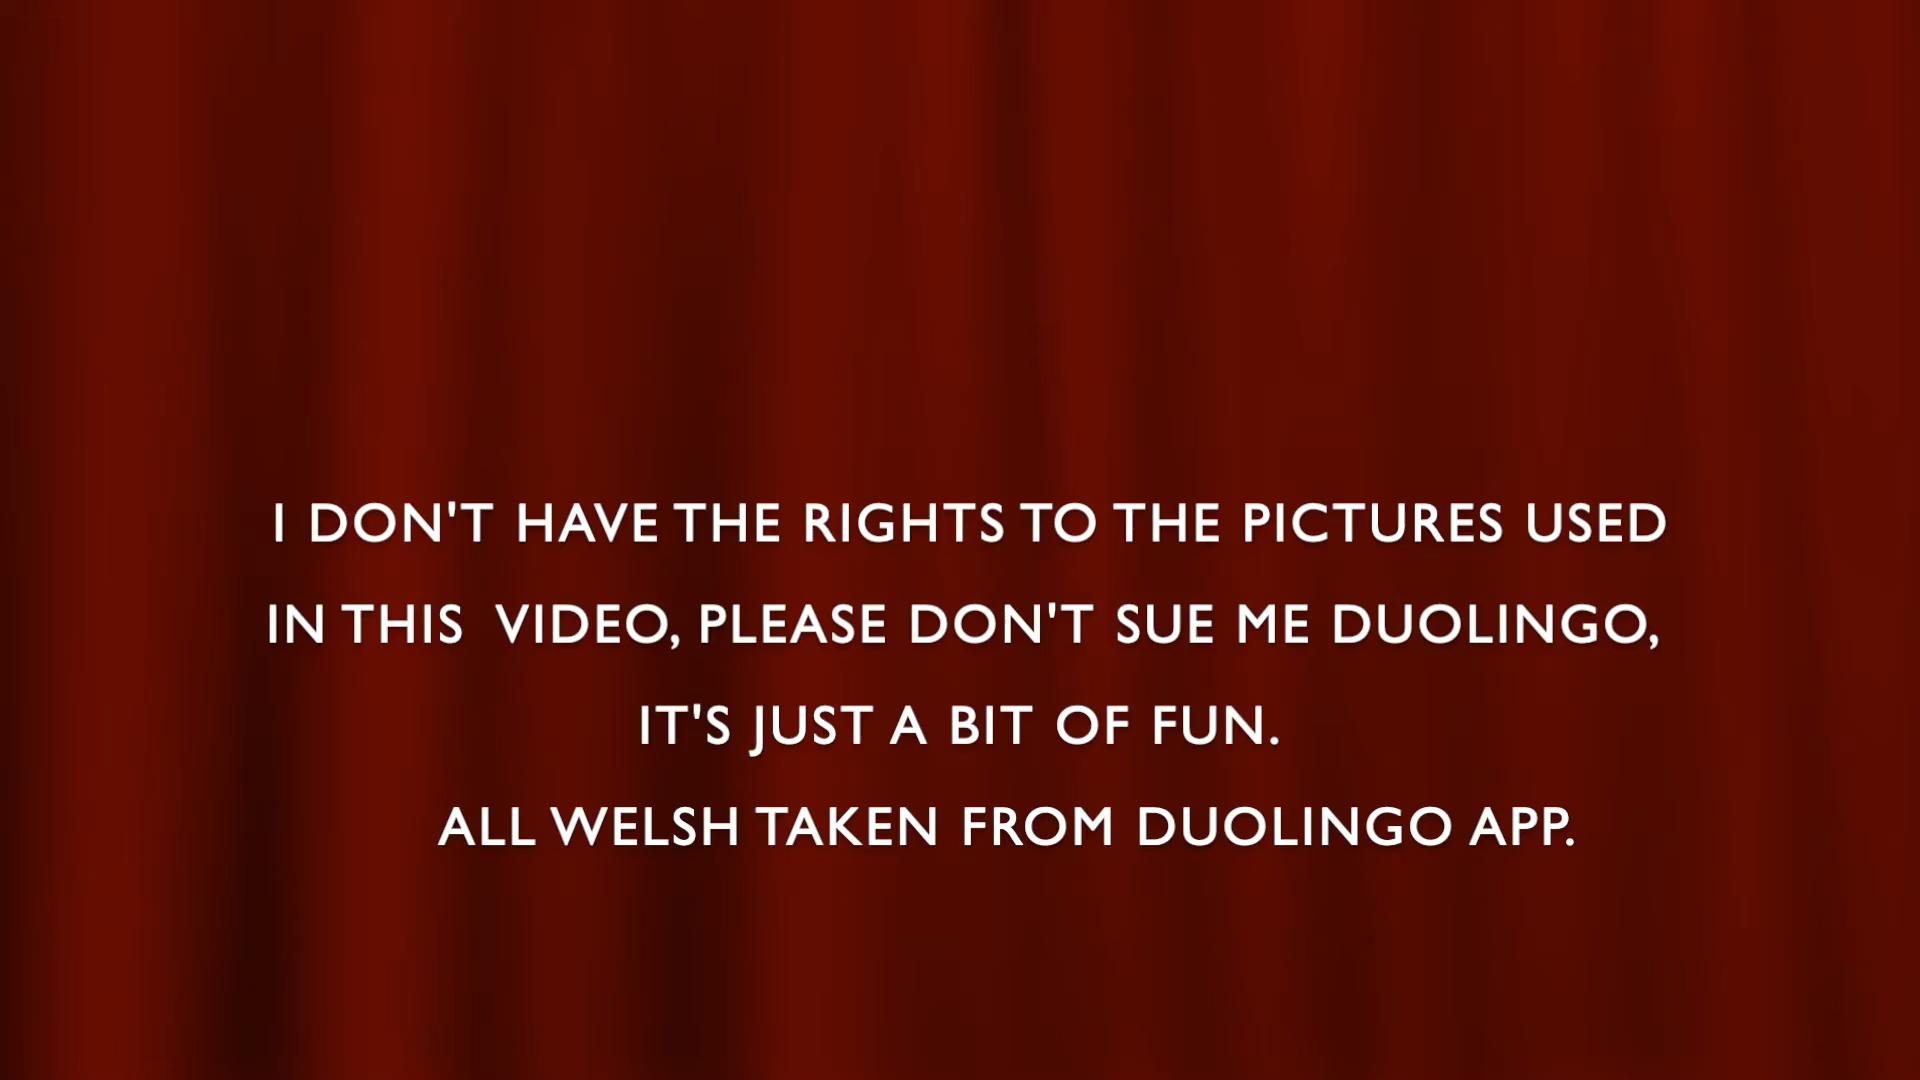 I DON'T HAVE THE RIGHTS TO THE PICTURES USED
IN THIS VIDEO, PLEASE DON'T SUE ME DUOLINGO,
IT'S JUST A BIT OF FUN.
ALL WELSH TAKEN FROM DUOLINGO APP.